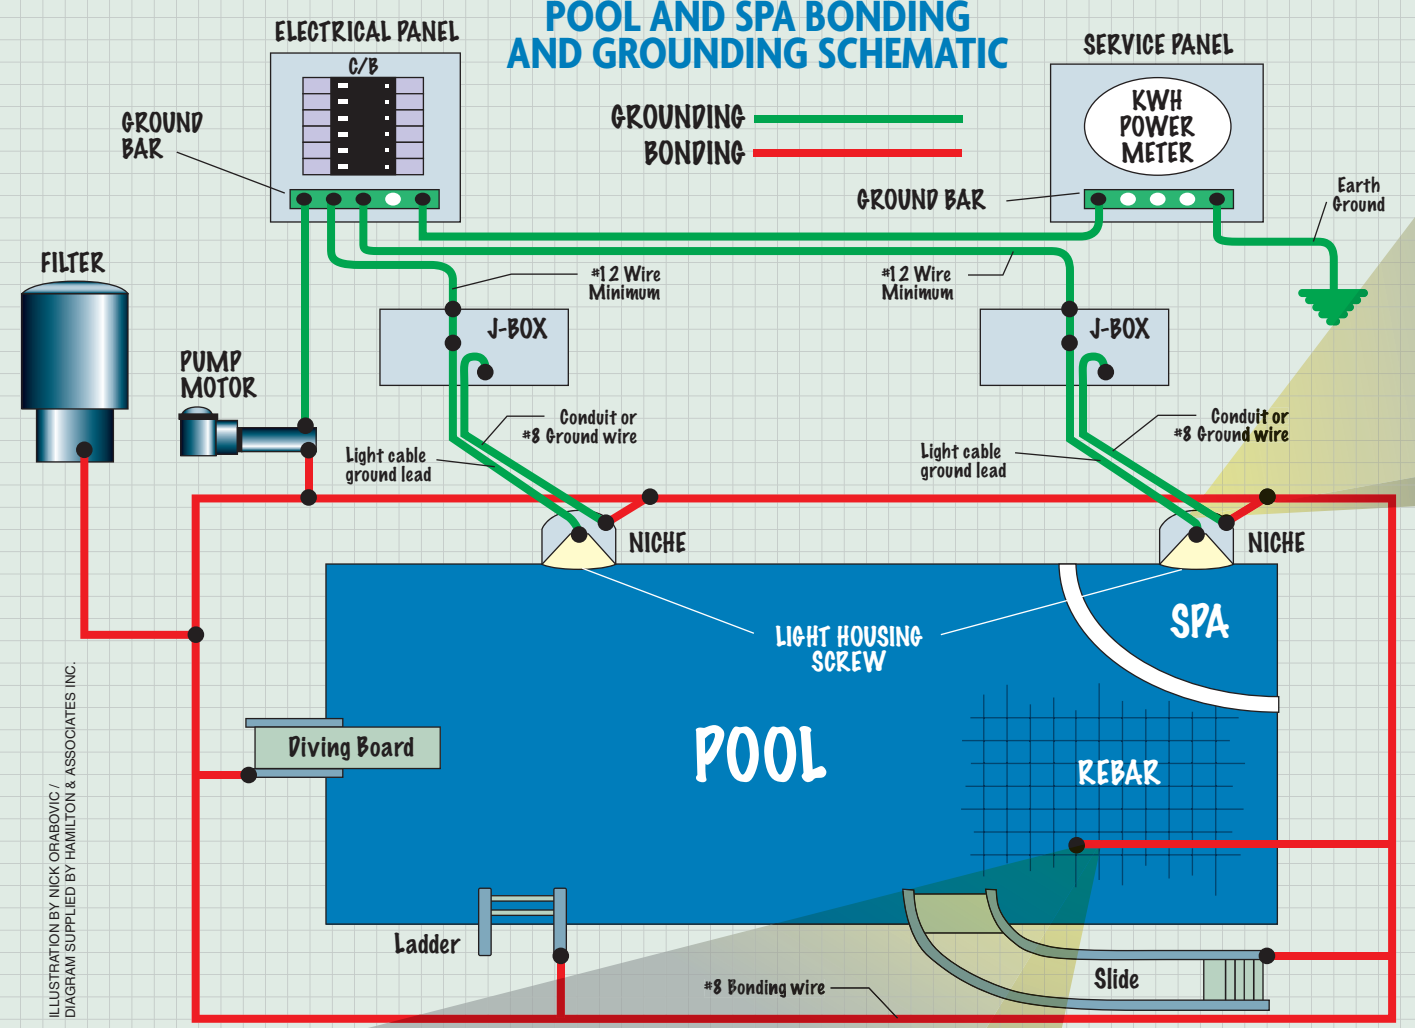 POOL AND SPA BONDING
AND GROUNDING SCHEMATIC
ELECTRICAL PANEL
C/B
GROUND
BAR
GROUNDING
BONDING
SERVICE PANEL
KWH
POWER
METER
GROUND BAR
Earth
Ground
FILTER
PUMP
MOTOR
#12 Wire
Minimum
#12 Wire
Minimum
J-BOX
J-BOX
Conduit or
#8 Ground wire
Light cable
ground lead
Conduit or
#8 Ground wire
Light cable
ground lead
NICHE
NICHE
LIGHT HOUSING
SCREW
SPA
POOL
REBAR
Diving Board
Ladder
#8 Bonding wire
Slide
ILLUSTRATION BY NICK ORABOVIC /
DIAGRAM SUPPLIED BY HAMILTON & ASSOCIATES INC.